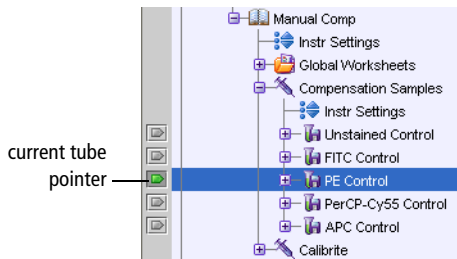 Manual Comp
Instr Settings
Global Worksheets
Compensation Samples
Instr Settings
Unstained Control
FITC Control
PE Control
PerCP-Cy55 Control
APC Control
Calibrite
current tube
pointer